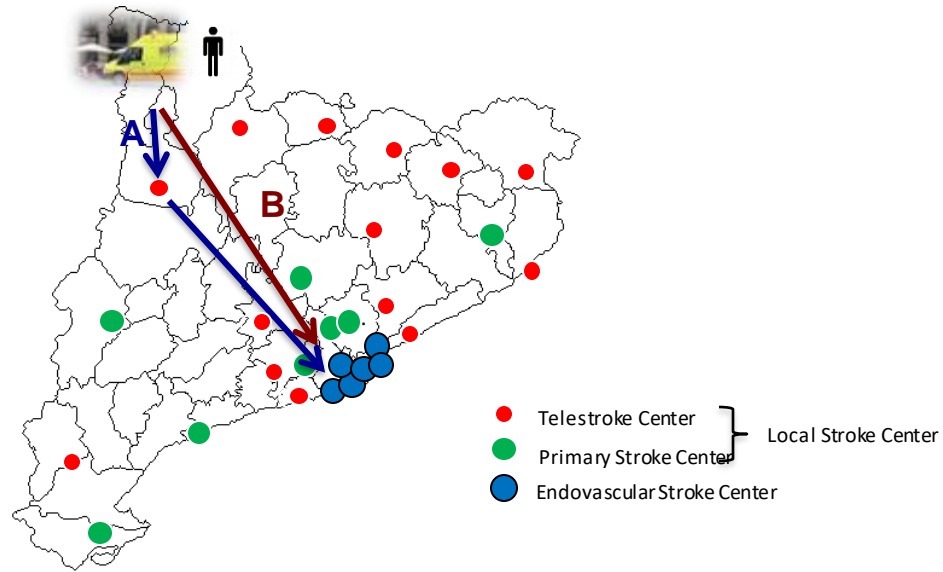 A
B
Telestroke Center
Primary Stroke Center
Local Stroke Center
Endovascular Stroke Center